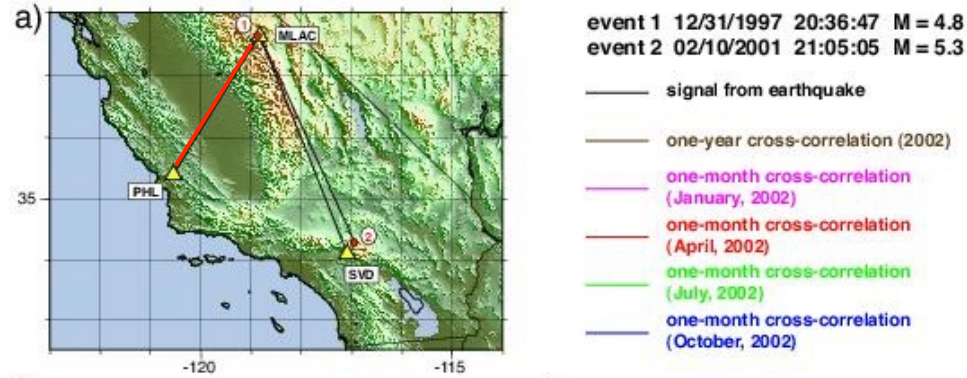 a)
1
MLAC
PHL
35
2
SVD
-120
-115
event 1 12/31/1997 20:36:47 M = 4.8
event 2 02/10/2001 21:05:05 M = 5.3
signal from earthquake
one-year cross-correlation (2002)
one-month cross-correlation
(January, 2002)
one-month cross-correlation
(April, 2002)
one-month cross-correlation
(July, 2002)
one-month cross-correlation
(October, 2002)